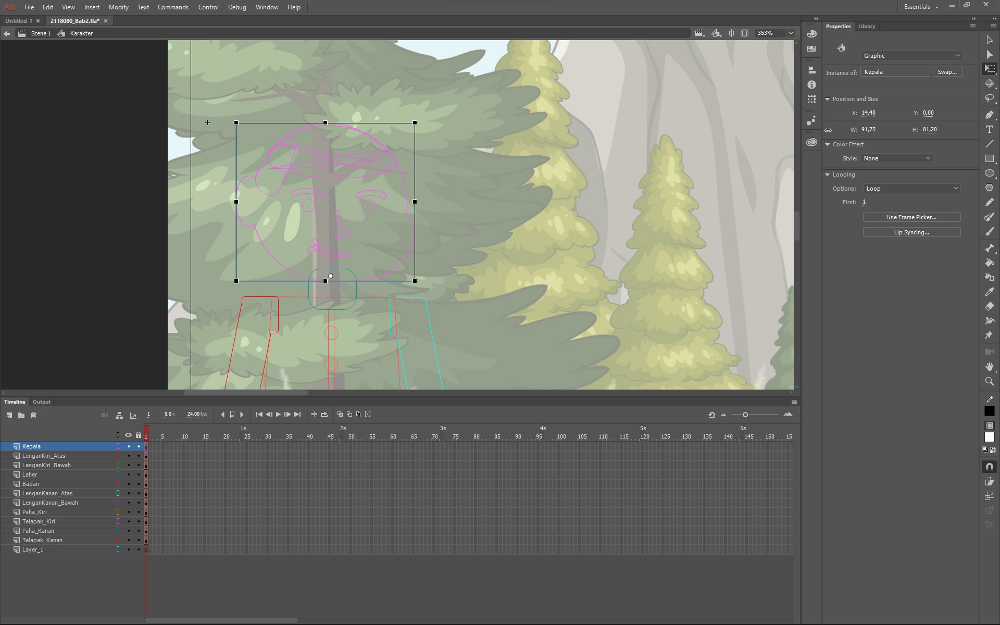 An File Edit View Insert Modify Text Commands Control Debug Window Help Essentials
Untitled-1 × 2118080_Bab2.fla* ×
Scene 1 Karakter 353%
Properties Library
Graphic
Instance of: Kepala Swap...
Position and Size
X: 14,40 Y: 0,00
W: 91,75 H: 81,20
Color Effect
Style: None
Looping
Options: Loop
First: 1
Use Frame Picker...
Lip Syncing...
Timeline Output
1 0,0 s 24,00 fps
1s 2s 3s 4s 5s 6s
1 5 10 15 20 25 30 35 40 45 50 55 60 65 70 75 80 85 90 95 100 105 110 115 120 125 130 135 140 145 150 15
Kepala
LenganKiri_Atas
LenganKiri_Bawah
Leher
Badan
LenganKanan_Atas
LenganKanan_Bawah
Paha_Kiri
Telapak_Kiri
Paha_Kanan
Telapak_Kanan
Layer_1